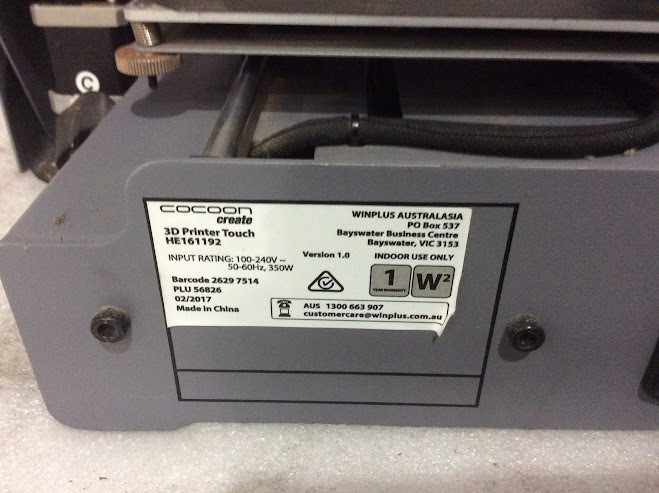 C
cocoon
create
3D Printer Touch
HE161192
INPUT RATING: 100-240V ~
50-60Hz, 350W
Barcode 2629 7514
PLU 56826
02/2017
Made in China
Version 1.0
WINPLUS AUSTRALASIA
PO Box 537
Bayswater Business Centre
Bayswater, VIC 3153
INDOOR USE ONLY
1
YEAR WARRANTY
W²
AUS 1300 663 907
customercare@winplus.com.au